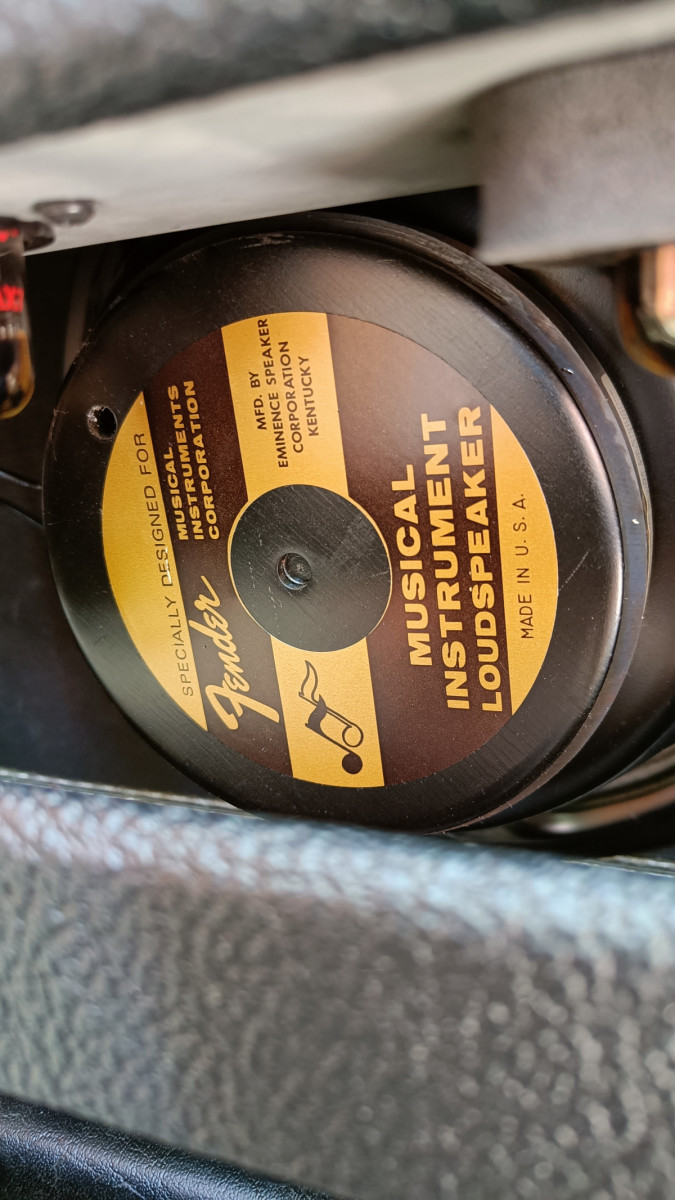 SPECIALLY DESIGNED FOR
Fender
MUSICAL
INSTRUMENTS
CORPORATION
MFD. BY
EMINENCE SPEAKER
CORPORATION
KENTUCKY
MUSICAL
INSTRUMENT
LOUDSPEAKER
MADE IN U. S. A.